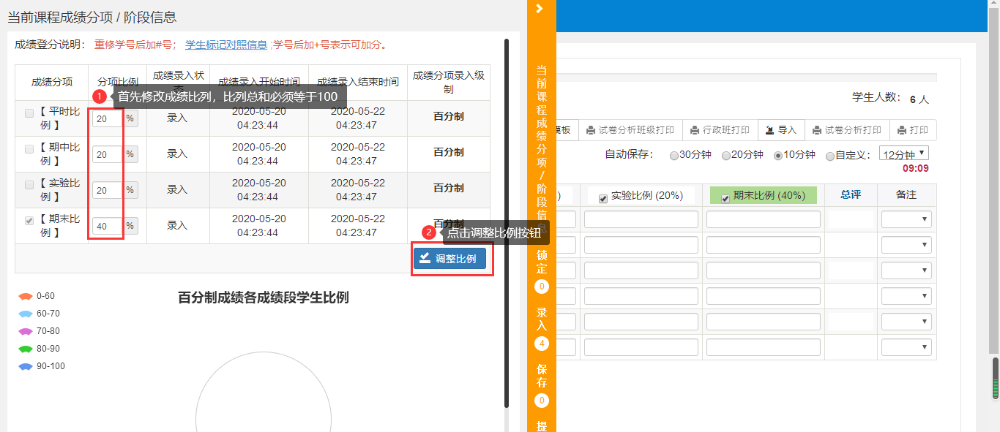 当前课程成绩分项 / 阶段信息
成绩登分说明： 重修学号后加#号； 学生标记对照信息 ;学号后加+号表示可加分。
成绩分项 分项比例 成绩录入状态 成绩录入开始时间 成绩录入结束时间 成绩分项录入级制
1 首先修改成绩比列，比列总和必须等于100
【 平时比例 】 20 % 录入 2020-05-20 04:23:44 2020-05-22 04:23:47 百分制
【 期中比例 】 20 % 录入 2020-05-20 04:23:44 2020-05-22 04:23:47 百分制
【 实验比例 】 20 % 录入 2020-05-20 04:23:44 2020-05-22 04:23:47 百分制
【 期末比例 】 40 % 录入 2020-05-20 04:23:44 2020-05-22 04:23:47 百分制
2 点击调整比例按钮
调整比例
百分制成绩各成绩段学生比例
0-60
60-70
70-80
80-90
90-100
当前课程成绩分项/阶段信息
锁定
0
录入
4
保存
0
提
学生人数： 6 人
模板 试卷分析班级打印 行政班打印 导入 试卷分析打印 打印
自动保存： 30分钟 20分钟 10分钟 自定义： 12分钟
09:09
) 实验比例 (20%) 期末比例 (40%) 总评 备注